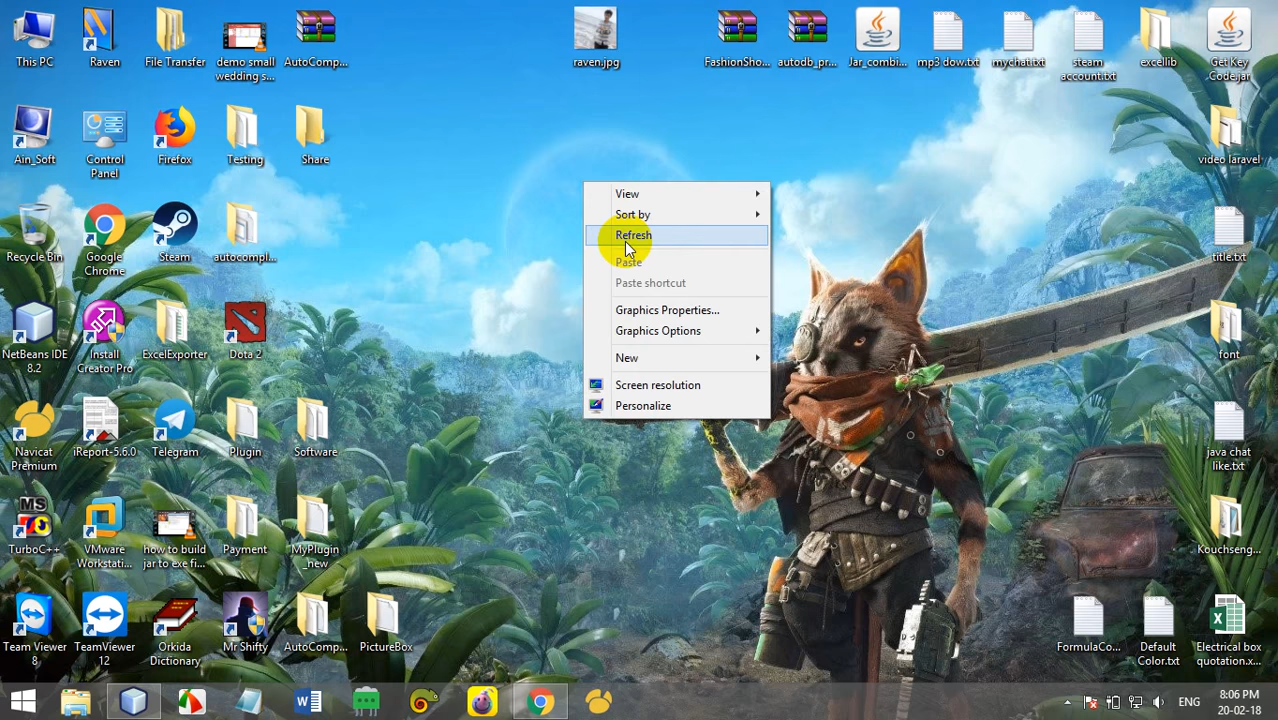 This PC
Raven
File Transfer
demo small
wedding s...
AutoComp...
raven.jpg
FashionSho...
autodb_pr...
Jar_combi...
mp3 dow.txt
mychat.txt
steam
account.txt
excellib
Get Key
Code.jar
Ain_Soft
Control
Panel
Firefox
Testing
Share
video laravel
View
Sort by
Refresh
Paste
Paste shortcut
Graphics Properties...
Graphics Options
New
Screen resolution
Personalize
Recycle Bin
Google
Chrome
Steam
autocompl...
title.txt
NetBeans IDE
8.2
Install
Creator Pro
ExcelExporter
Dota 2
font
Navicat
Premium
iReport-5.6.0
Telegram
Plugin
Software
java chat
like.txt
MS
TurboC++
VMware
Workstati...
how to build
jar to exe fi...
Payment
MyPlugin
_new
Kouchseng...
Team Viewer
8
TeamViewer
12
Orkida
Dictionary
Mr Shifty
AutoComp...
PictureBox
FormulaCo...
Default
Color.txt
Electrical box
quotation.x...
ENG
8:06 PM
20-02-18